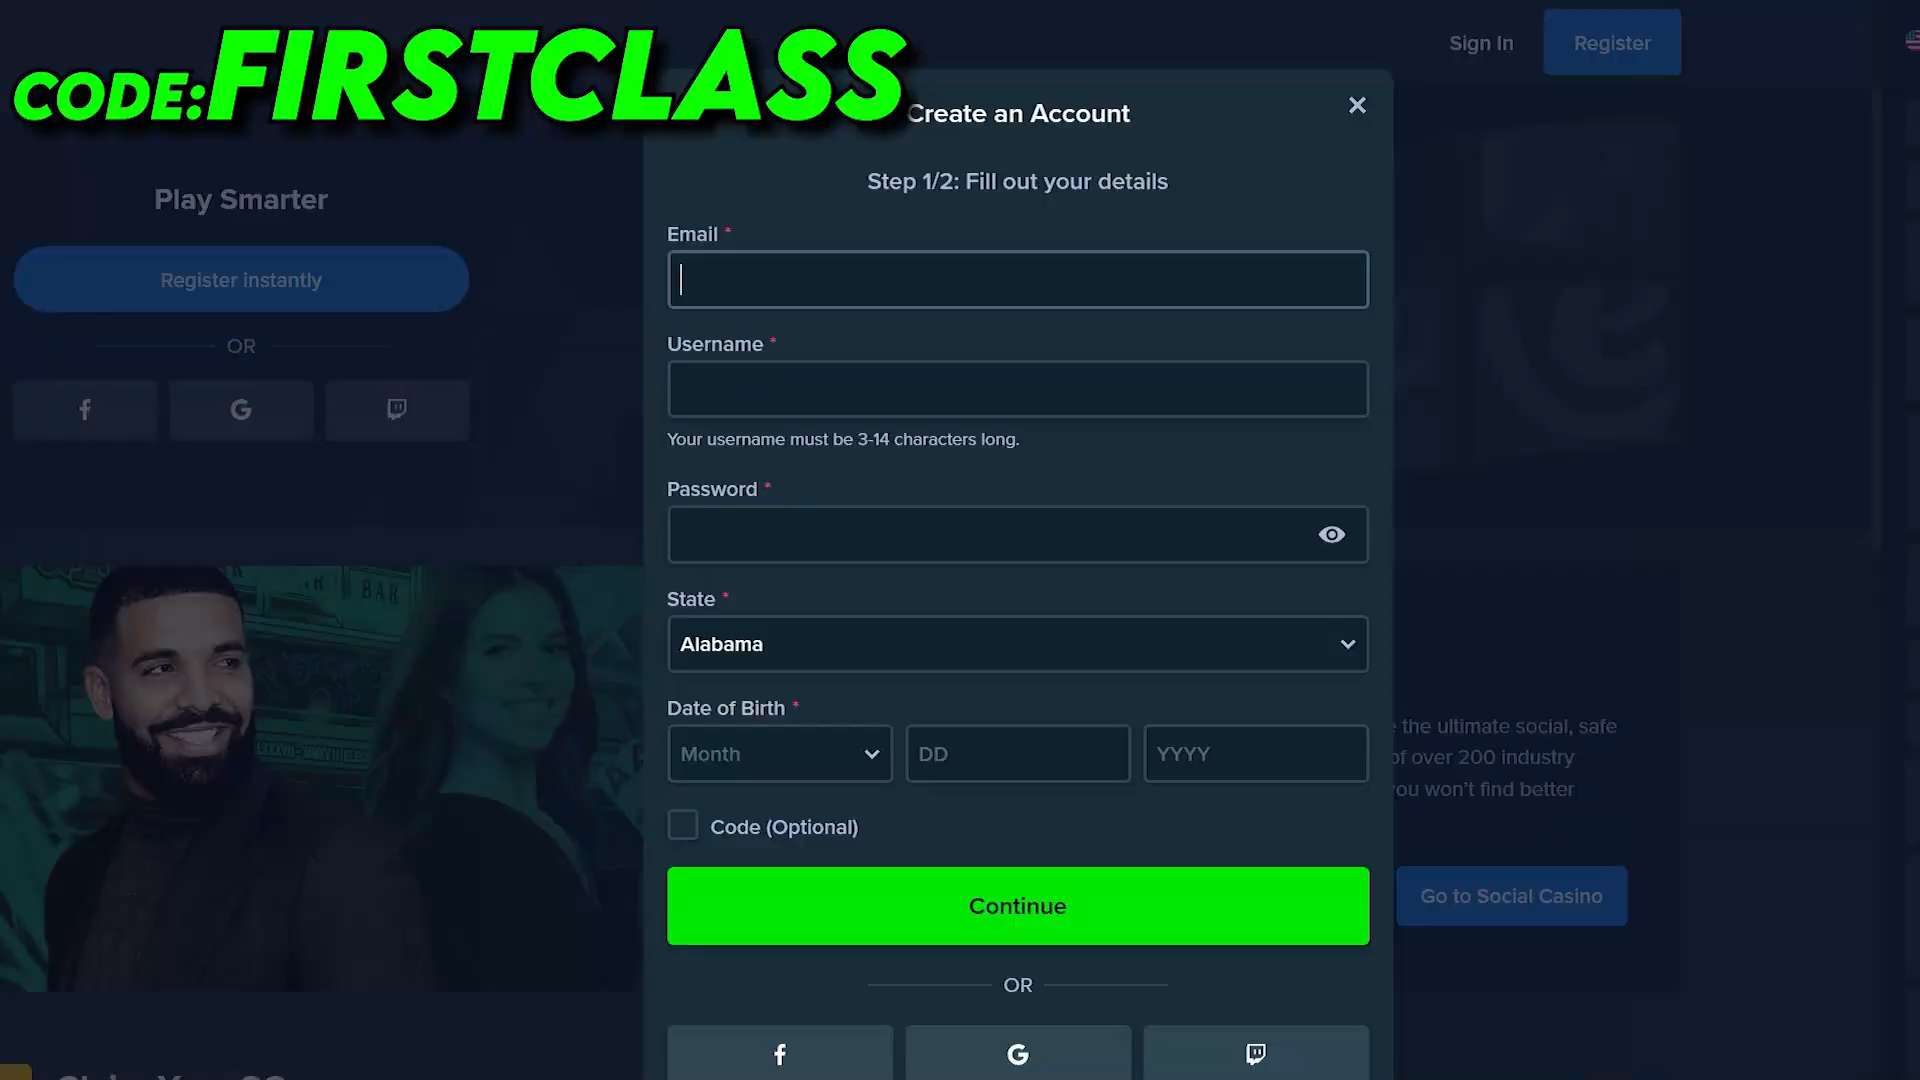 CODE:FIRSTCLASS
Sign In
Register
Create an Account
Step 1/2: Fill out your details
Play Smarter
Register instantly
OR
Email *
Username *
Your username must be 3-14 characters long.
Password *
State *
Alabama
Date of Birth *
Month
DD
YYYY
Code (Optional)
Continue
OR
BAR
the ultimate social, safe
of over 200 industry
you won't find better
Go to Social Casino